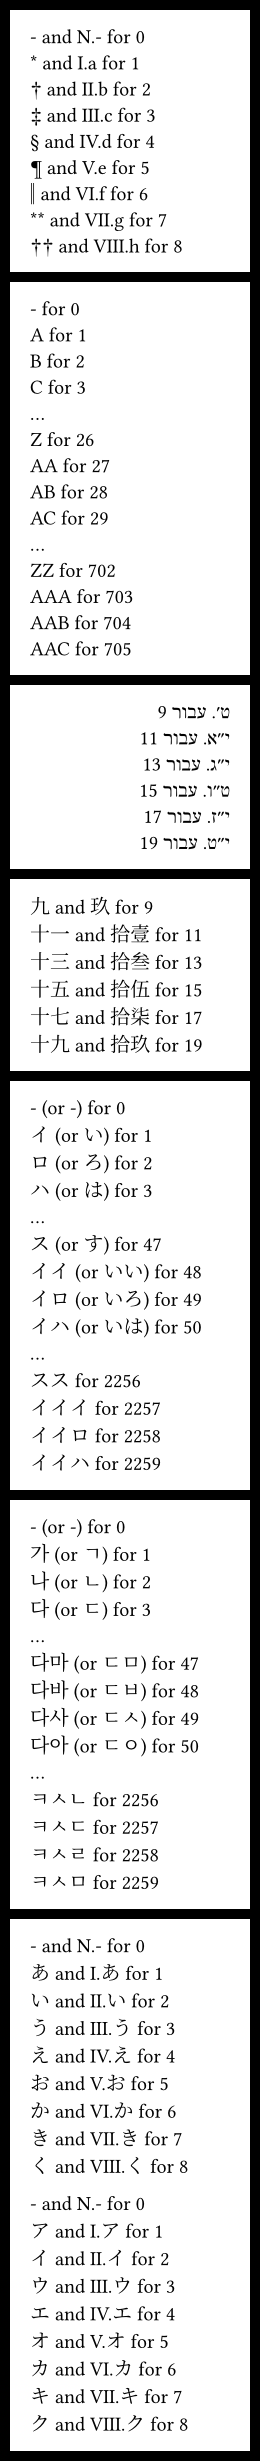 - and N.- for 0
* and I.a for 1
† and II.b for 2
‡ and III.c for 3
§ and IV.d for 4
¶ and V.e for 5
‖ and VI.f for 6
** and VII.g for 7
†† and VIII.h for 8
- for 0
A for 1
B for 2
C for 3
...
Z for 26
AA for 27
AB for 28
AC for 29
...
ZZ for 702
AAA for 703
AAB for 704
AAC for 705
ט׳. עבור 9
י״א. עבור 11
י״ג. עבור 13
ט״ו. עבור 15
י״ז. עבור 17
י״ט. עבור 19
九 and 玖 for 9
十一 and 拾壹 for 11
十三 and 拾叁 for 13
十五 and 拾伍 for 15
十七 and 拾柒 for 17
十九 and 拾玖 for 19
- (or -) for 0
イ (or い) for 1
ロ (or ろ) for 2
ハ (or は) for 3
...
ス (or す) for 47
イイ (or いい) for 48
イロ (or いろ) for 49
イハ (or いは) for 50
...
スス for 2256
イイイ for 2257
イイロ for 2258
イイハ for 2259
- (or -) for 0
가 (or ㄱ) for 1
나 (or ㄴ) for 2
다 (or ㄷ) for 3
...
다마 (or ㄷㅁ) for 47
다바 (or ㄷㅂ) for 48
다사 (or ㄷㅅ) for 49
다아 (or ㄷㅇ) for 50
...
ㅋㅅㄴ for 2256
ㅋㅅㄷ for 2257
ㅋㅅㄹ for 2258
ㅋㅅㅁ for 2259
- and N.- for 0
あ and I.あ for 1
い and II.い for 2
う and III.う for 3
え and IV.え for 4
お and V.お for 5
か and VI.か for 6
き and VII.き for 7
く and VIII.く for 8
- and N.- for 0
ア and I.ア for 1
イ and II.イ for 2
ウ and III.ウ for 3
エ and IV.エ for 4
オ and V.オ for 5
カ and VI.カ for 6
キ and VII.キ for 7
ク and VIII.ク for 8